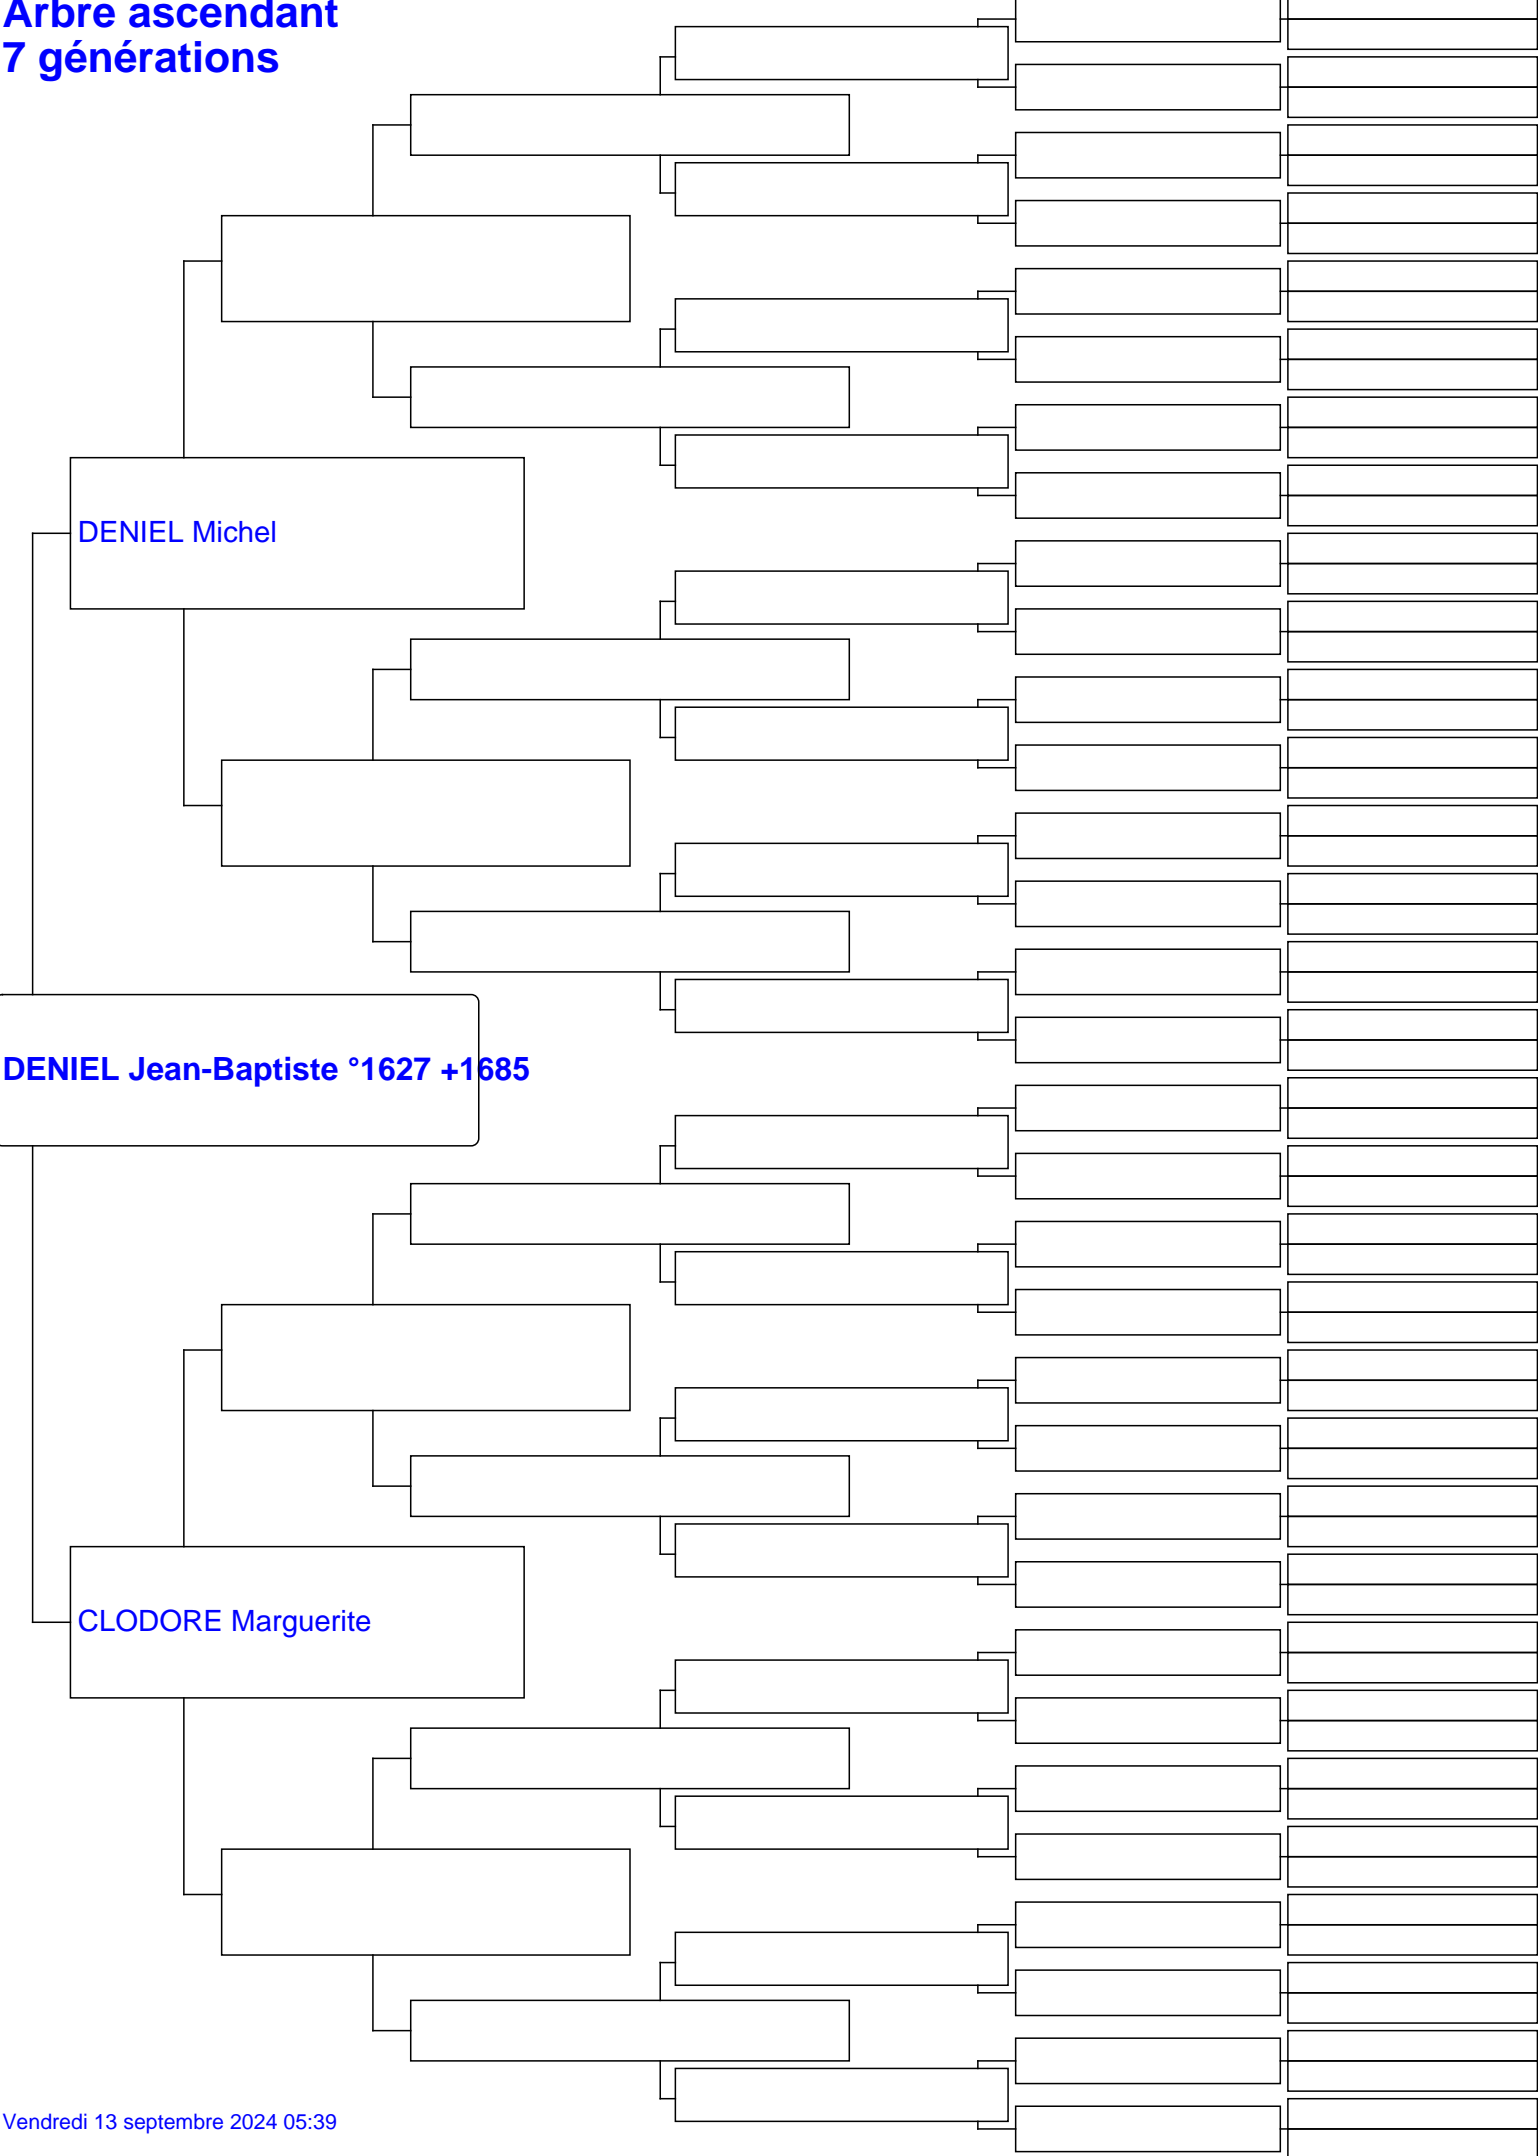 Arbre ascendant
7 générations
DENIEL Michel
DENIEL Jean-Baptiste °1627 +1685
CLODORE Marguerite
Vendredi 13 septembre 2024 05:39